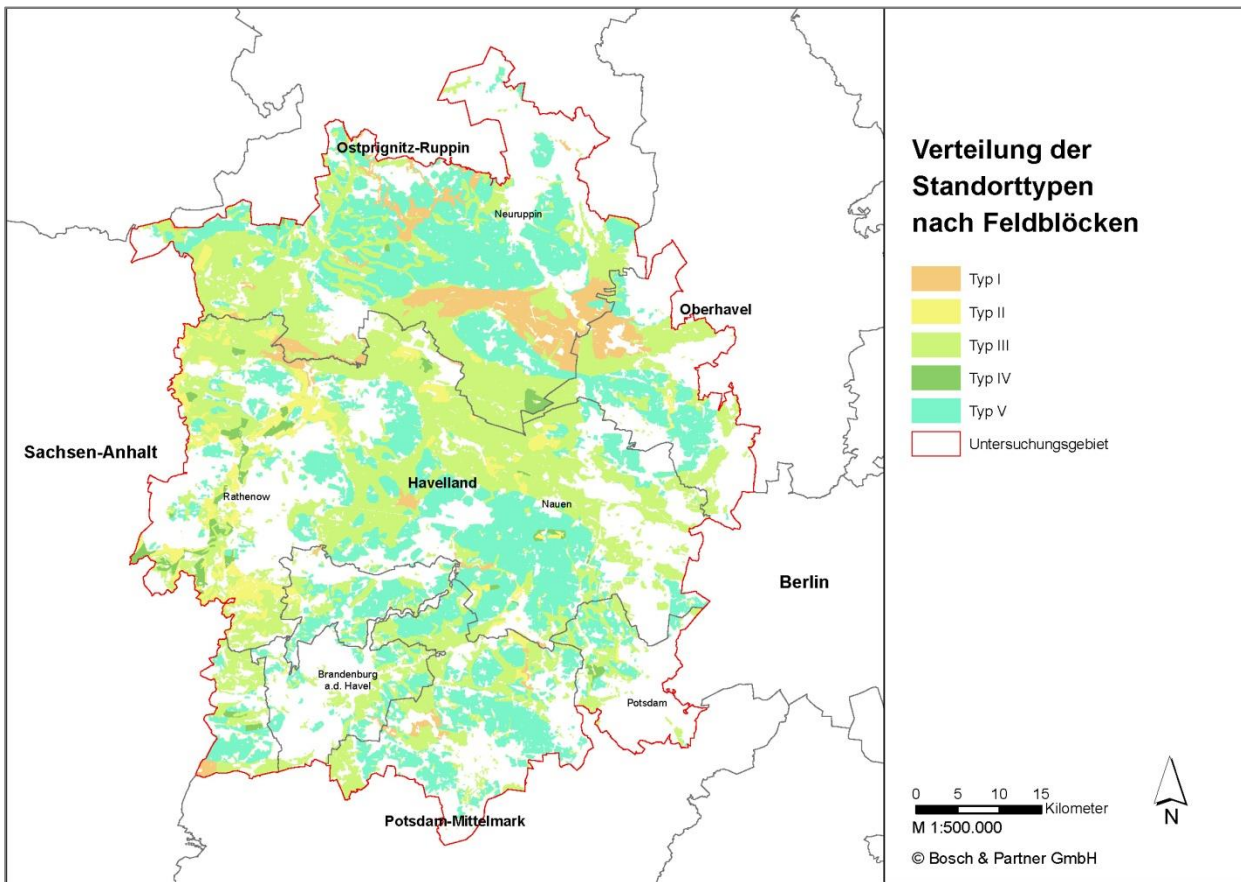 Ostprignitz-Ruppin
Neuruppin
Oberhavel
Sachsen-Anhalt
Rathenow
Havelland
Nauen
Berlin
Brandenburg
a.d. Havel
Potsdam
Potsdam-Mittelmark
Verteilung der
Standorttypen
nach Feldblöcken
Typ I
Typ II
Typ III
Typ IV
Typ V
Untersuchungsgebiet
0 5 10 15
Kilometer
M 1:500.000
N
© Bosch & Partner GmbH